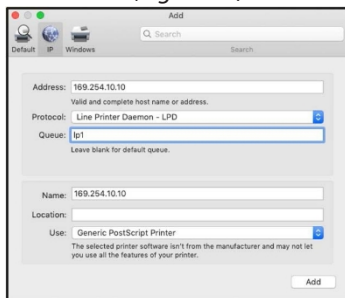 Add
Search
Default IP Windows Search
Address: 169.254.10.10
Valid and complete host name or address.
Protocol: Line Printer Daemon - LPD
Queue: lp1
Leave blank for default queue.
Name: 169.254.10.10
Location:
Use: Generic PostScript Printer
The selected printer software isn't from the manufacturer and may not let
you use all the features of your printer.
Add